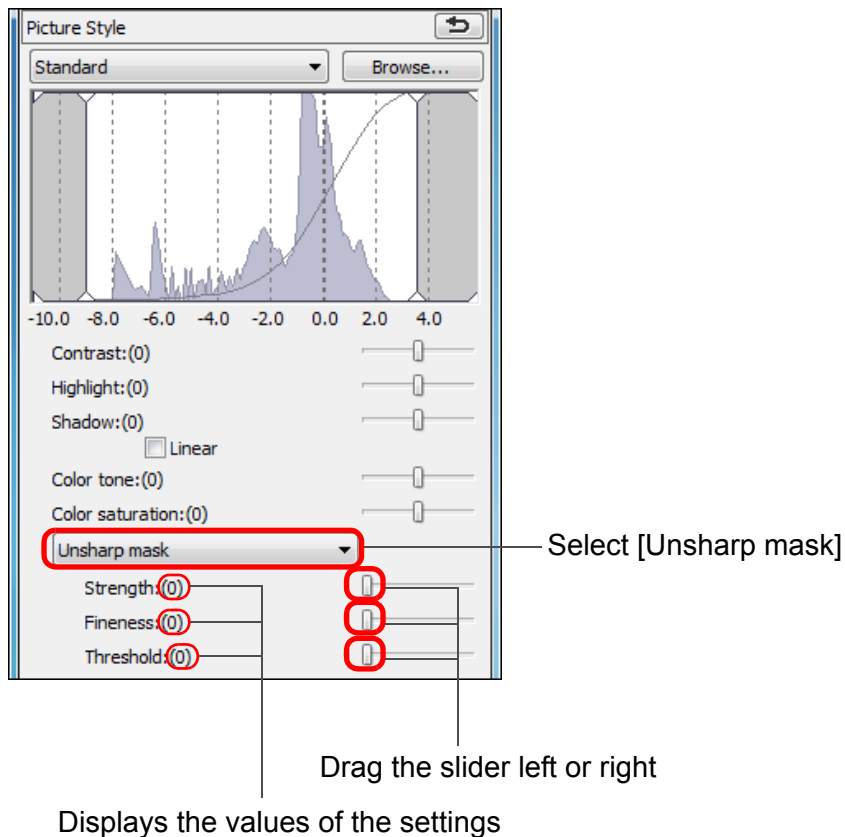 Picture Style
Standard Browse...
-10.0 -8.0 -6.0 -4.0 -2.0 0.0 2.0 4.0
Contrast:(0)
Highlight:(0)
Shadow:(0)
Linear
Color tone:(0)
Color saturation:(0)
Unsharp mask
Select [Unsharp mask]
Strength:(0)
Fineness:(0)
Threshold:(0)
Drag the slider left or right
Displays the values of the settings